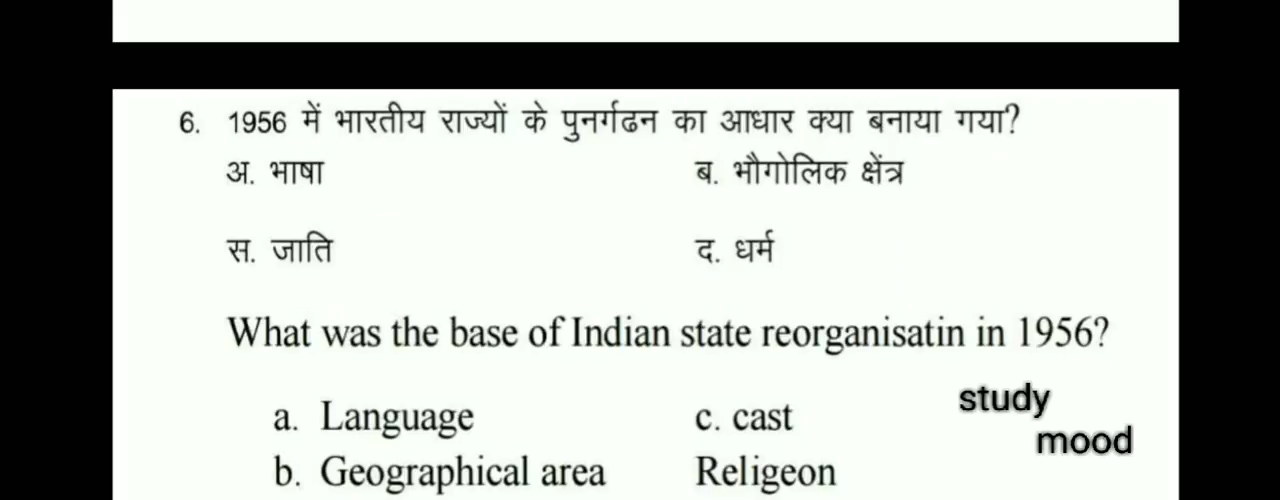 6. 1956 में भारतीय राज्यों के पुनर्गढन का आधार क्या बनाया गया?
अ. भाषा ब. भौगोलिक क्षेंत्र
स. जाति द. धर्म
What was the base of Indian state reorganisatin in 1956?
a. Language c. cast
b. Geographical area Religeon
study
mood